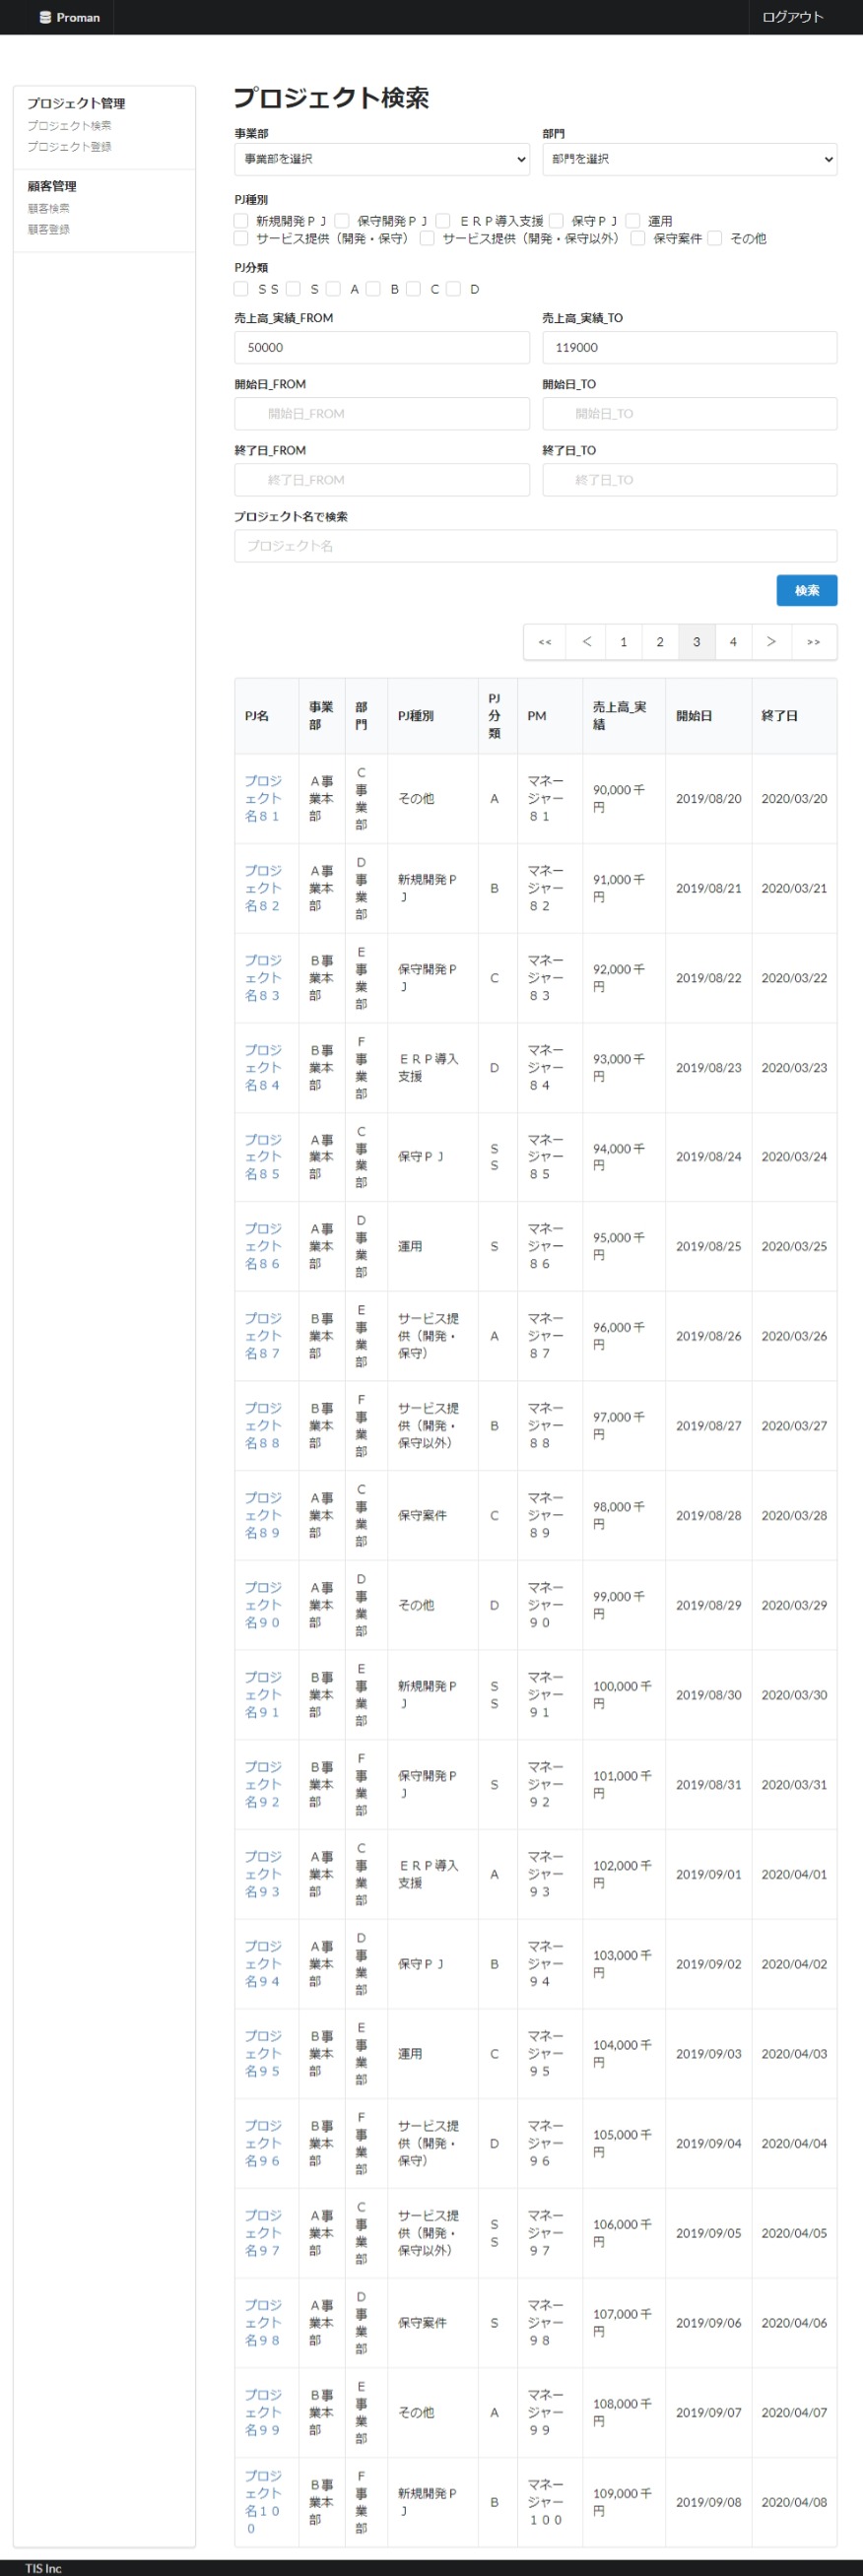 Proman
ログアウト
プロジェクト管理
プロジェクト検索
プロジェクト登録
顧客管理
顧客検索
顧客登録
プロジェクト検索
事業部 部門
事業部を選択 部門を選択
PJ種別
新規開発ＰＪ 保守開発ＰＪ ＥＲＰ導入支援 保守ＰＪ 運用
サービス提供（開発・保守） サービス提供（開発・保守以外） 保守案件 その他
PJ分類
ＳＳ Ｓ Ａ Ｂ Ｃ Ｄ
売上高_実績_FROM 売上高_実績_TO
50000 119000
開始日_FROM 開始日_TO
開始日_FROM 開始日_TO
終了日_FROM 終了日_TO
終了日_FROM 終了日_TO
プロジェクト名で検索
プロジェクト名
検索
<< < 1 2 3 4 > >>
PJ名 事業部 部門 PJ種別 PJ分類 PM 売上高_実績 開始日 終了日
プロジェクト名８１ Ａ事業本部 Ｃ事業部 その他 Ａ マネージャー８１ 90,000千円 2019/08/20 2020/03/20
プロジェクト名８２ Ａ事業本部 Ｄ事業部 新規開発ＰＪ Ｂ マネージャー８２ 91,000千円 2019/08/21 2020/03/21
プロジェクト名８３ Ｂ事業本部 Ｅ事業部 保守開発ＰＪ Ｃ マネージャー８３ 92,000千円 2019/08/22 2020/03/22
プロジェクト名８４ Ｂ事業本部 Ｆ事業部 ＥＲＰ導入支援 Ｄ マネージャー８４ 93,000千円 2019/08/23 2020/03/23
プロジェクト名８５ Ａ事業本部 Ｃ事業部 保守ＰＪ ＳＳ マネージャー８５ 94,000千円 2019/08/24 2020/03/24
プロジェクト名８６ Ａ事業本部 Ｄ事業部 運用 Ｓ マネージャー８６ 95,000千円 2019/08/25 2020/03/25
プロジェクト名８７ Ｂ事業本部 Ｅ事業部 サービス提供（開発・保守） Ａ マネージャー８７ 96,000千円 2019/08/26 2020/03/26
プロジェクト名８８ Ｂ事業本部 Ｆ事業部 サービス提供（開発・保守以外） Ｂ マネージャー８８ 97,000千円 2019/08/27 2020/03/27
プロジェクト名８９ Ａ事業本部 Ｃ事業部 保守案件 Ｃ マネージャー８９ 98,000千円 2019/08/28 2020/03/28
プロジェクト名９０ Ａ事業本部 Ｄ事業部 その他 Ｄ マネージャー９０ 99,000千円 2019/08/29 2020/03/29
プロジェクト名９１ Ｂ事業本部 Ｅ事業部 新規開発ＰＪ ＳＳ マネージャー９１ 100,000千円 2019/08/30 2020/03/30
プロジェクト名９２ Ｂ事業本部 Ｆ事業部 保守開発ＰＪ Ｓ マネージャー９２ 101,000千円 2019/08/31 2020/03/31
プロジェクト名９３ Ａ事業本部 Ｃ事業部 ＥＲＰ導入支援 Ａ マネージャー９３ 102,000千円 2019/09/01 2020/04/01
プロジェクト名９４ Ａ事業本部 Ｄ事業部 保守ＰＪ Ｂ マネージャー９４ 103,000千円 2019/09/02 2020/04/02
プロジェクト名９５ Ｂ事業本部 Ｅ事業部 運用 Ｃ マネージャー９５ 104,000千円 2019/09/03 2020/04/03
プロジェクト名９６ Ｂ事業本部 Ｆ事業部 サービス提供（開発・保守） Ｄ マネージャー９６ 105,000千円 2019/09/04 2020/04/04
プロジェクト名９７ Ａ事業本部 Ｃ事業部 サービス提供（開発・保守以外） ＳＳ マネージャー９７ 106,000千円 2019/09/05 2020/04/05
プロジェクト名９８ Ａ事業本部 Ｄ事業部 保守案件 Ｓ マネージャー９８ 107,000千円 2019/09/06 2020/04/06
プロジェクト名９９ Ｂ事業本部 Ｅ事業部 その他 Ａ マネージャー９９ 108,000千円 2019/09/07 2020/04/07
プロジェクト名１００ Ｂ事業本部 Ｆ事業部 新規開発ＰＪ Ｂ マネージャー１００ 109,000千円 2019/09/08 2020/04/08
TIS Inc